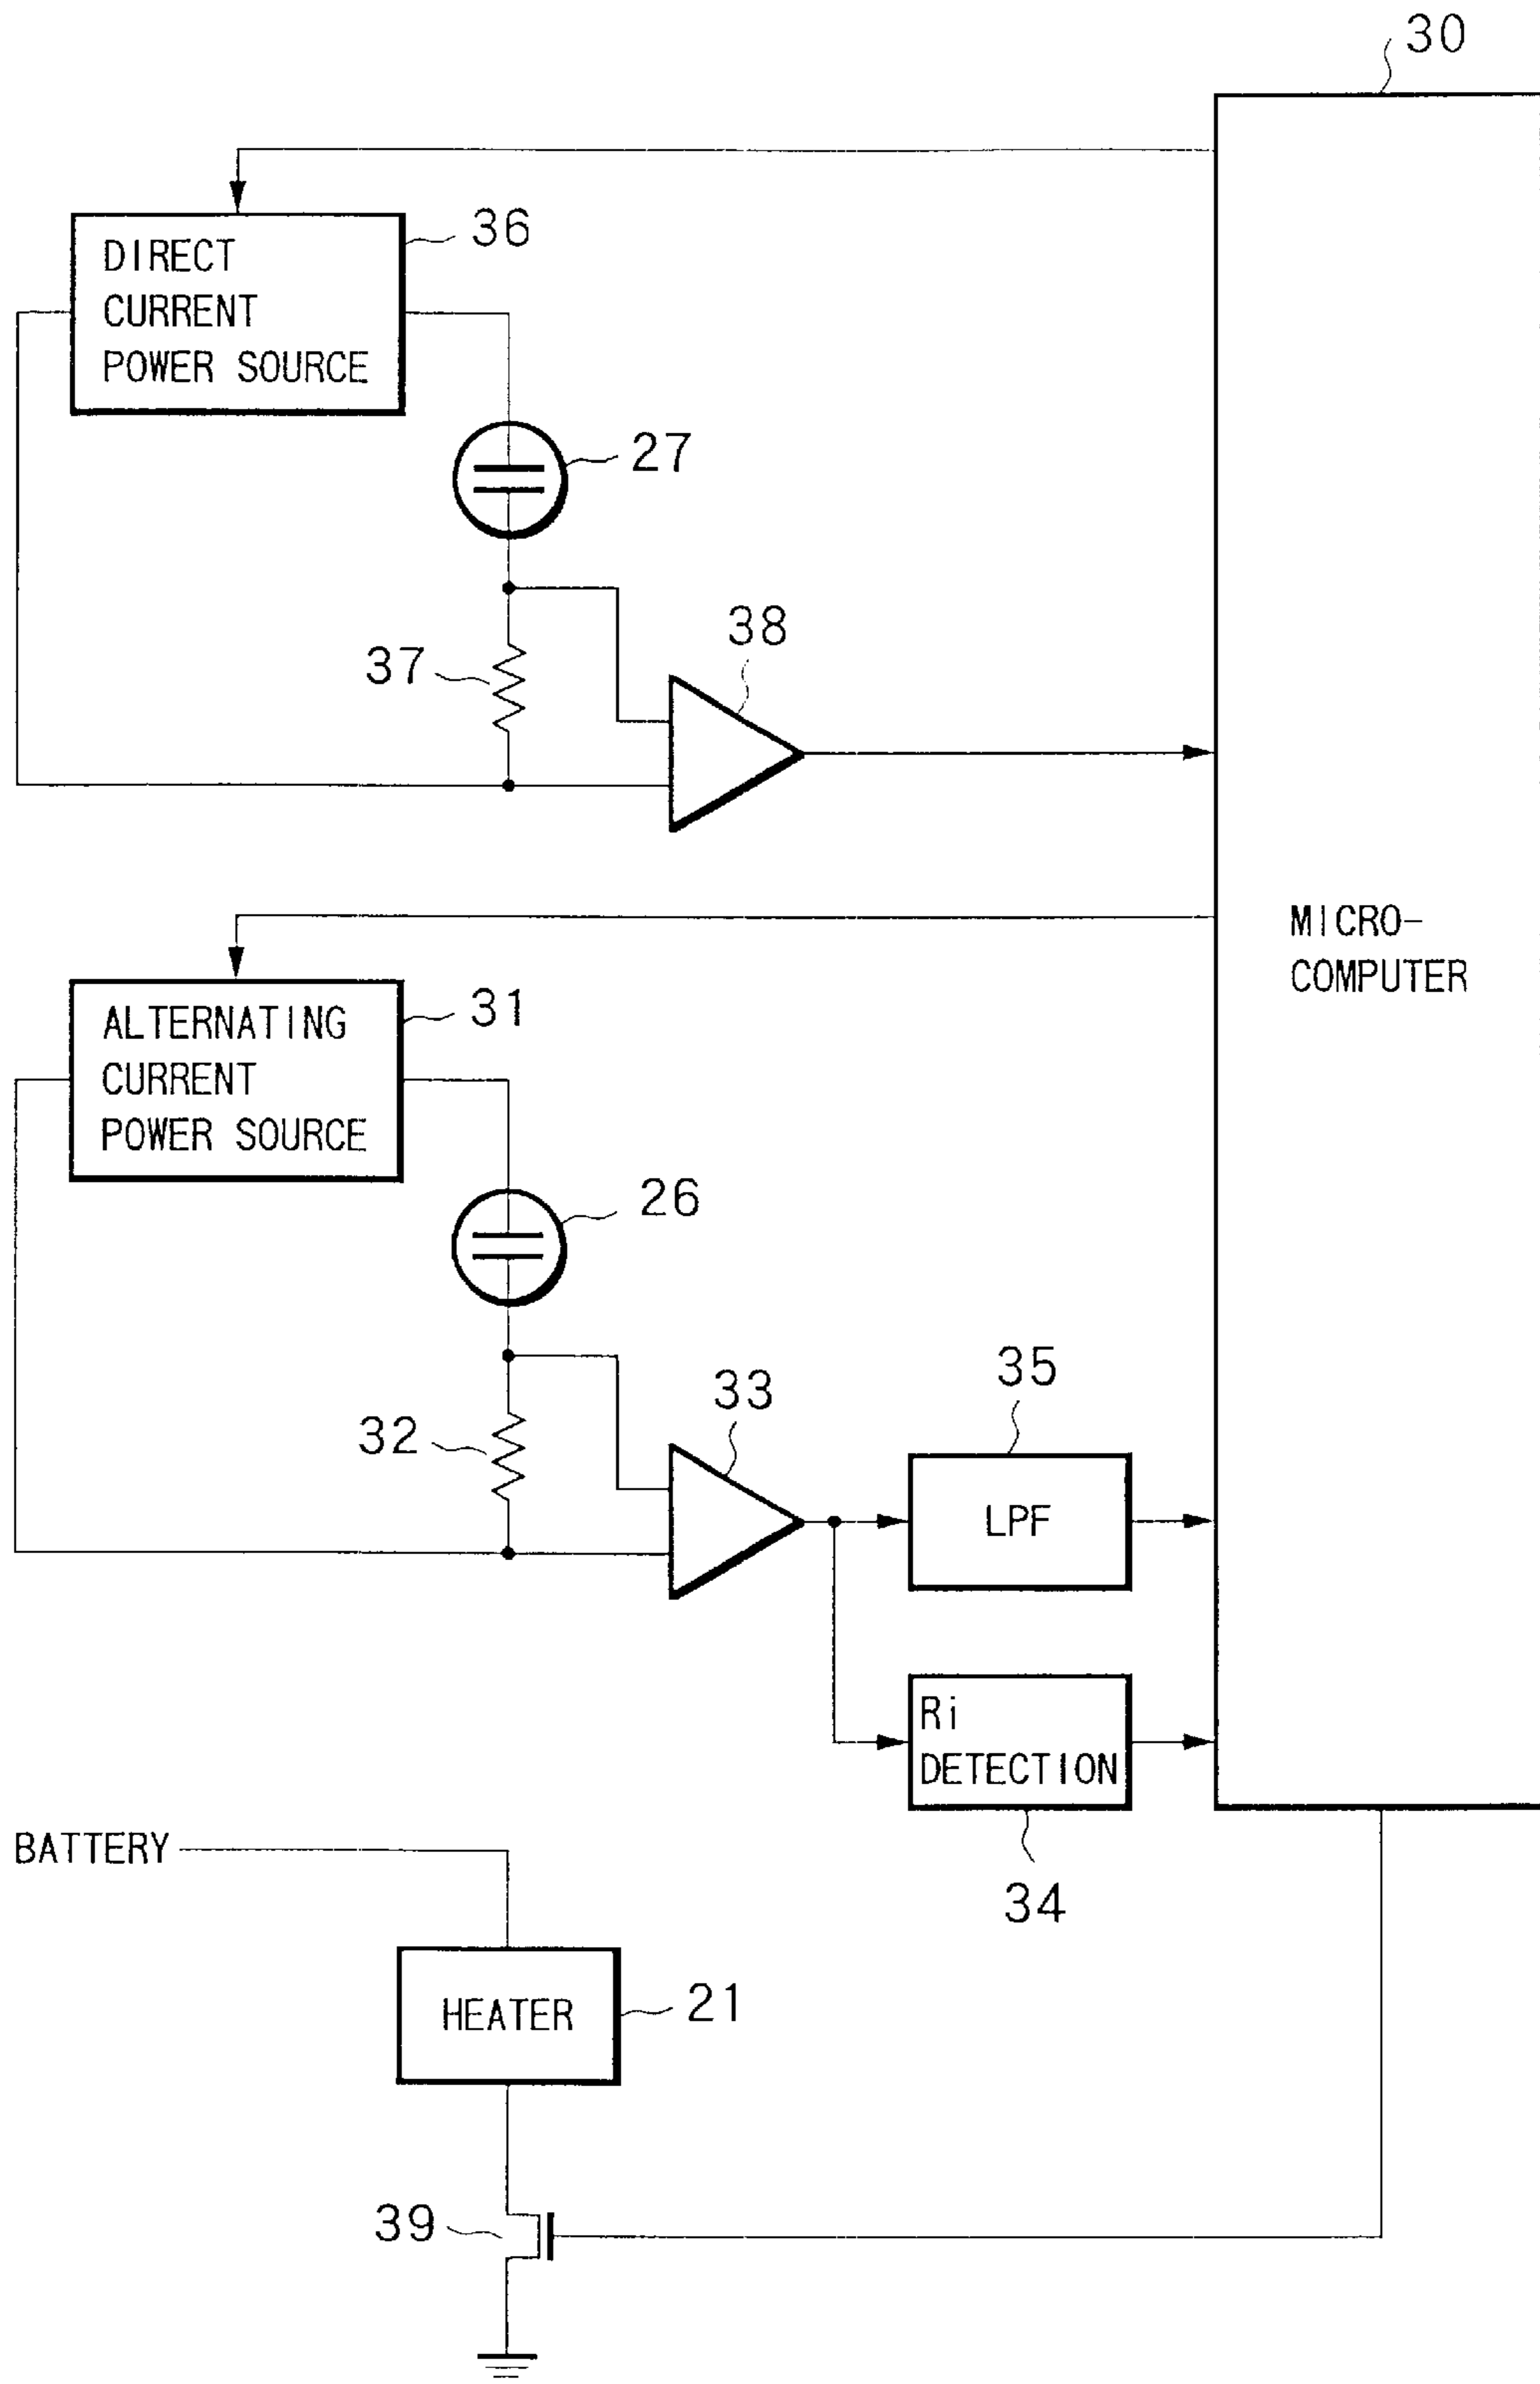 30
DIRECT
CURRENT
POWER SOURCE
36
27
38
37
MICRO-
COMPUTER
ALTERNATING
CURRENT
POWER SOURCE
31
26
35
33
32
LPF
Ri
DETECTION
BATTERY
34
HEATER
21
39